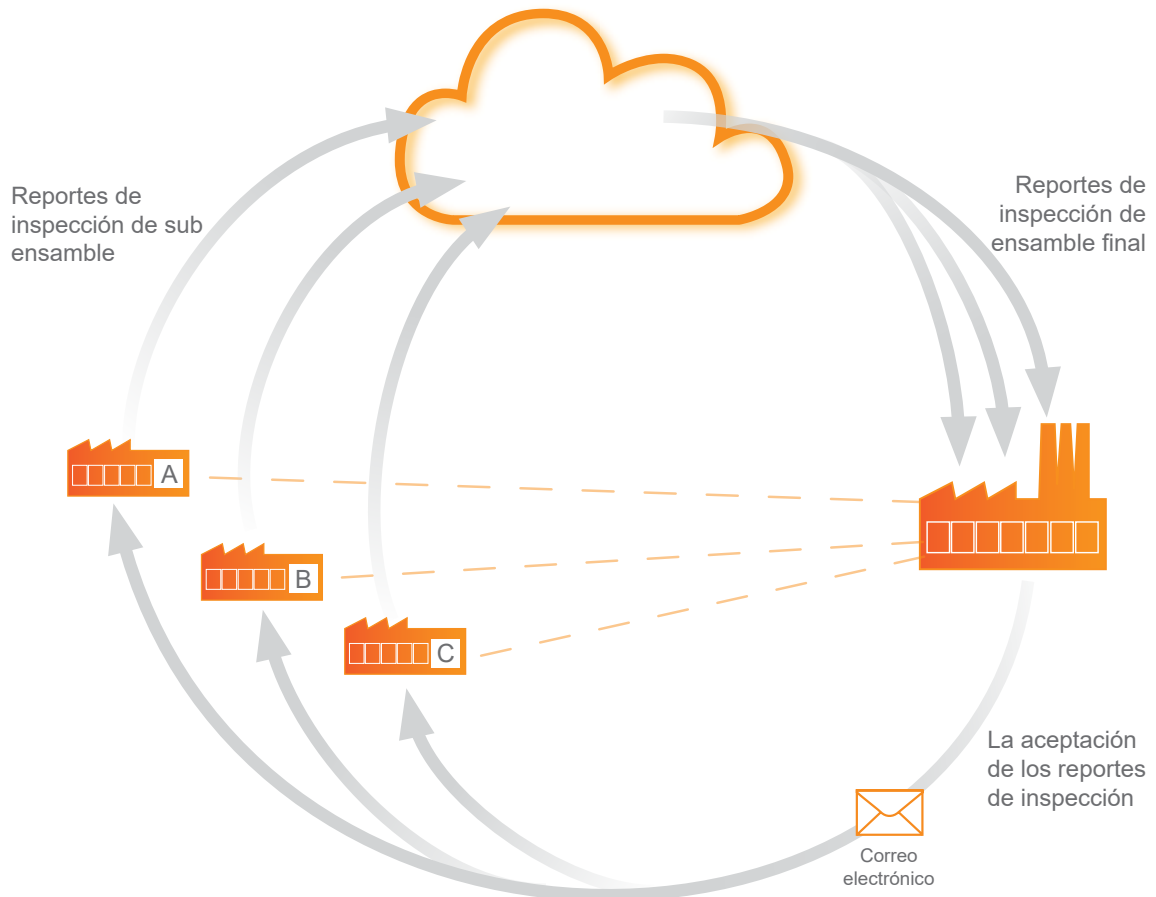 Reportes de
inspección de sub
ensamble
Reportes de
inspección de
ensamble final
A
B
C
La aceptación
de los reportes
de inspección
Correo
electrónico